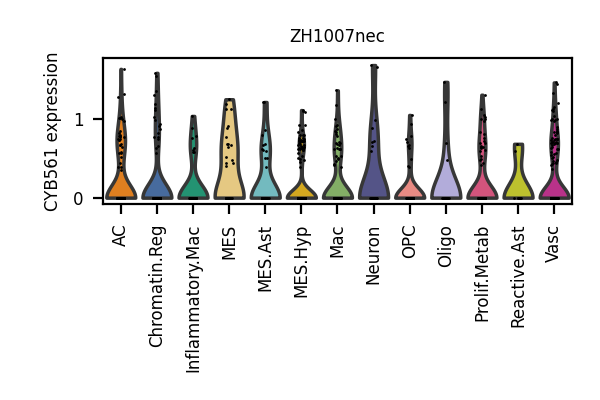 ZH1007nec
CYB561 expression
1
0
AC
Chromatin.Reg
Inflammatory.Mac
MES
MES.Ast
MES.Hyp
Mac
Neuron
OPC
Oligo
Prolif.Metab
Reactive.Ast
Vasc